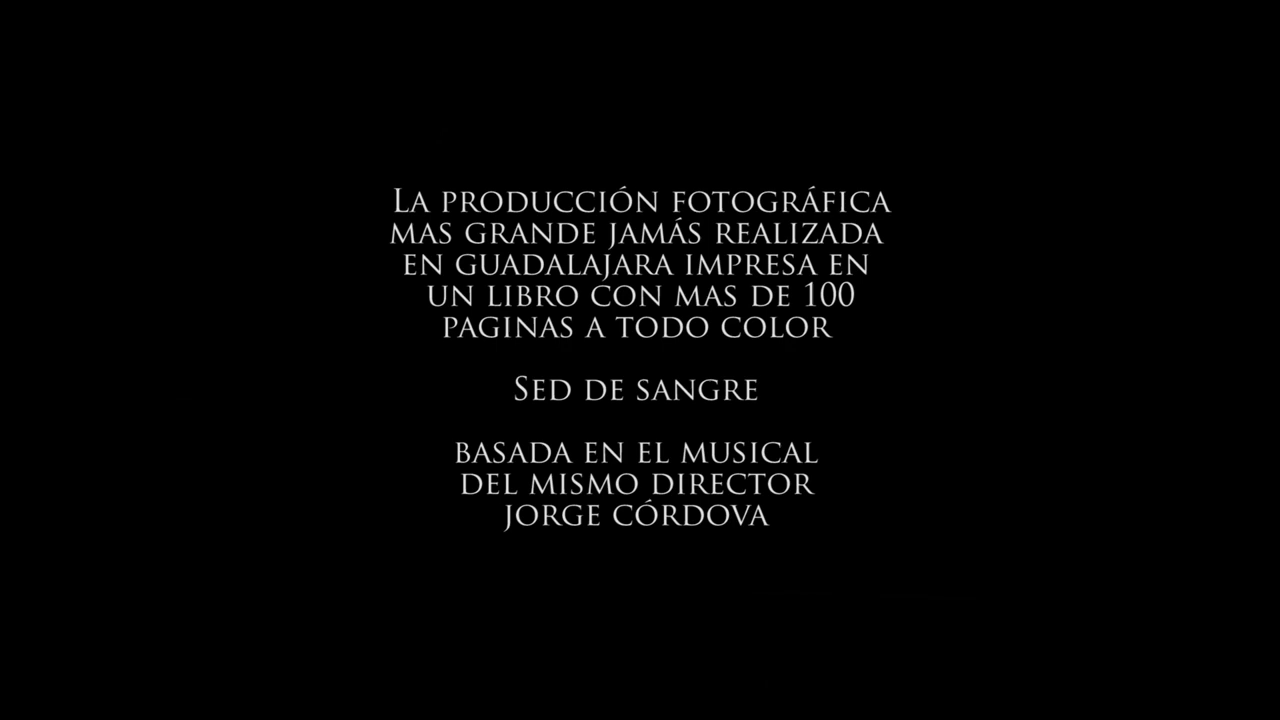 La producción fotográfica
mas grande jamás realizada
en guadalajara impresa en
un libro con mas de 100
paginas a todo color
Sed de sangre
basada en el musical
del mismo director
jorge córdova